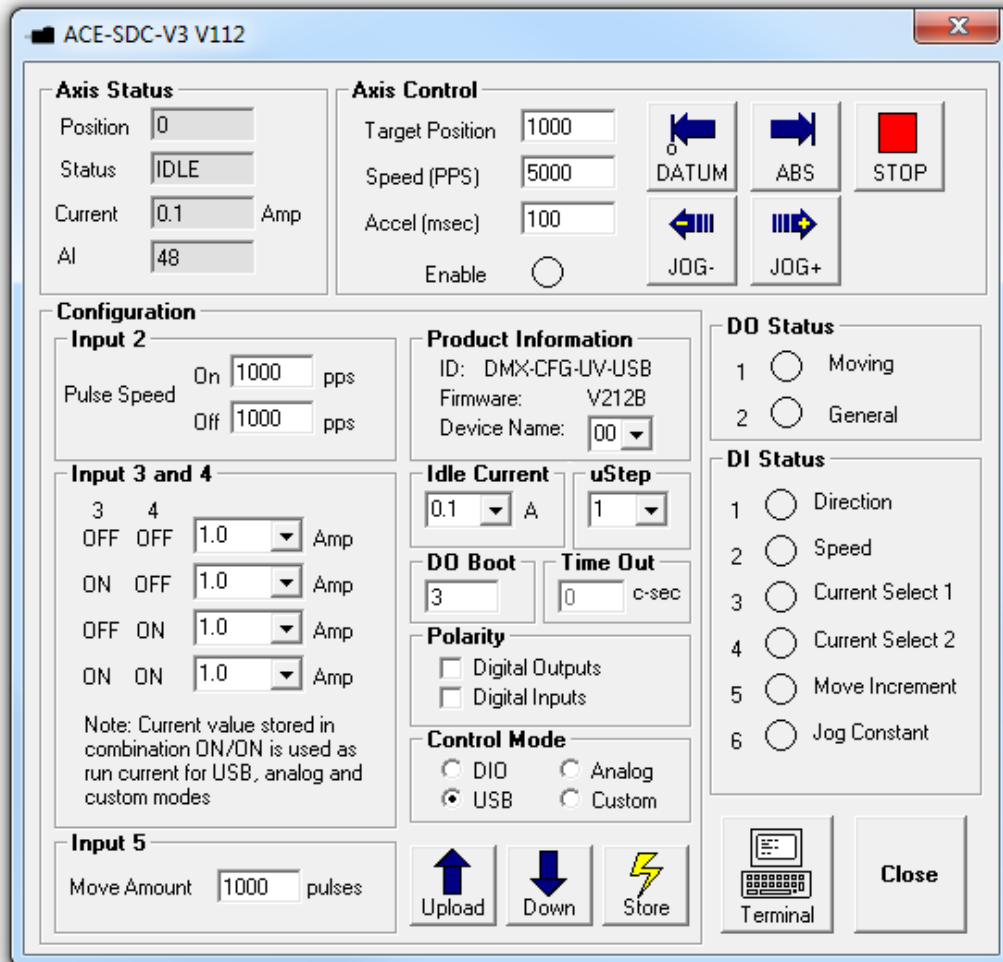 ACE-SDC-V3 V112
Axis Status
Position 0
Status IDLE
Current 0.1 Amp
AI 48
Axis Control
Target Position 1000
Speed (PPS) 5000
Accel (msec) 100
Enable
DATUM
ABS
STOP
JOG-
JOG+
Configuration
Input 2
Pulse Speed
On 1000 pps
Off 1000 pps
Input 3 and 4
3 4
OFF OFF 1.0 Amp
ON OFF 1.0 Amp
OFF ON 1.0 Amp
ON ON 1.0 Amp
Note: Current value stored in
combination ON/ON is used as
run current for USB, analog and
custom modes
Input 5
Move Amount 1000 pulses
Product Information
ID: DMX-CFG-UV-USB
Firmware: V212B
Device Name: 00
Idle Current
0.1 A
uStep
1
DO Boot
3
Time Out
0 c-sec
Polarity
Digital Outputs
Digital Inputs
Control Mode
DIO Analog
USB Custom
Upload
Down
Store
DO Status
1 Moving
2 General
DI Status
1 Direction
2 Speed
3 Current Select 1
4 Current Select 2
5 Move Increment
6 Jog Constant
Terminal
Close